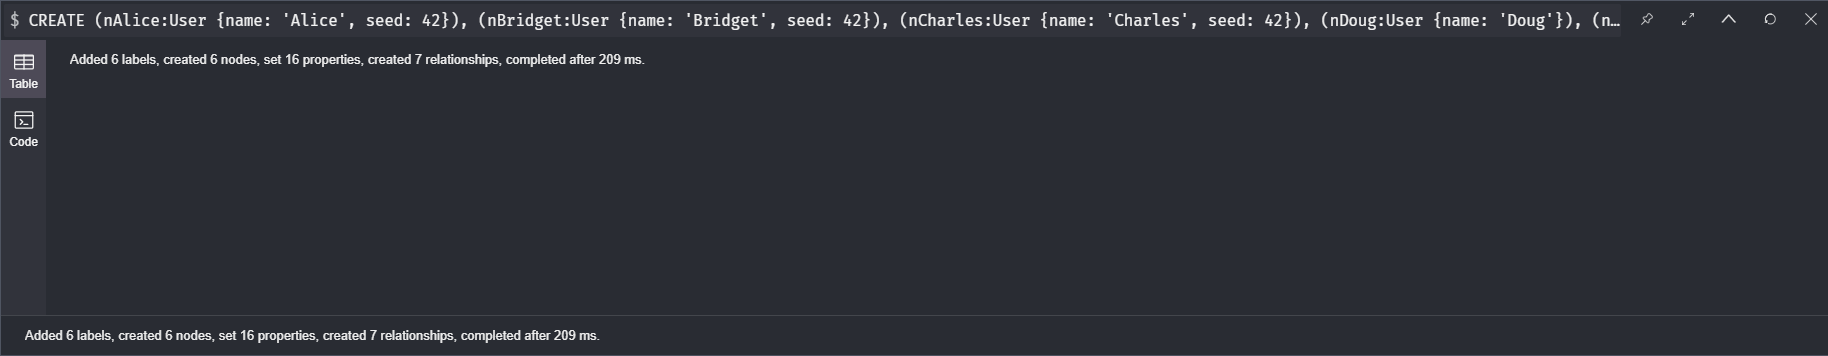 $ CREATE (nAlice:User {name: 'Alice', seed: 42}), (nBridget:User {name: 'Bridget', seed: 42}), (nCharles:User {name: 'Charles', seed: 42}), (nDoug:User {name: 'Doug'}), (n…
Table
Added 6 labels, created 6 nodes, set 16 properties, created 7 relationships, completed after 209 ms.
Code
Added 6 labels, created 6 nodes, set 16 properties, created 7 relationships, completed after 209 ms.